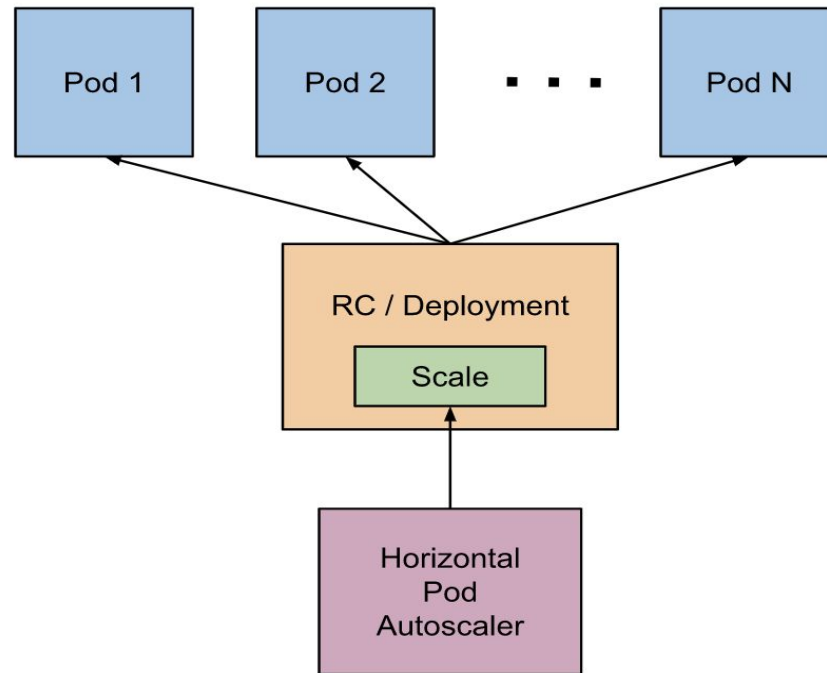 Pod 1
Pod 2
Pod N
RC / Deployment
Scale
Horizontal
Pod
Autoscaler